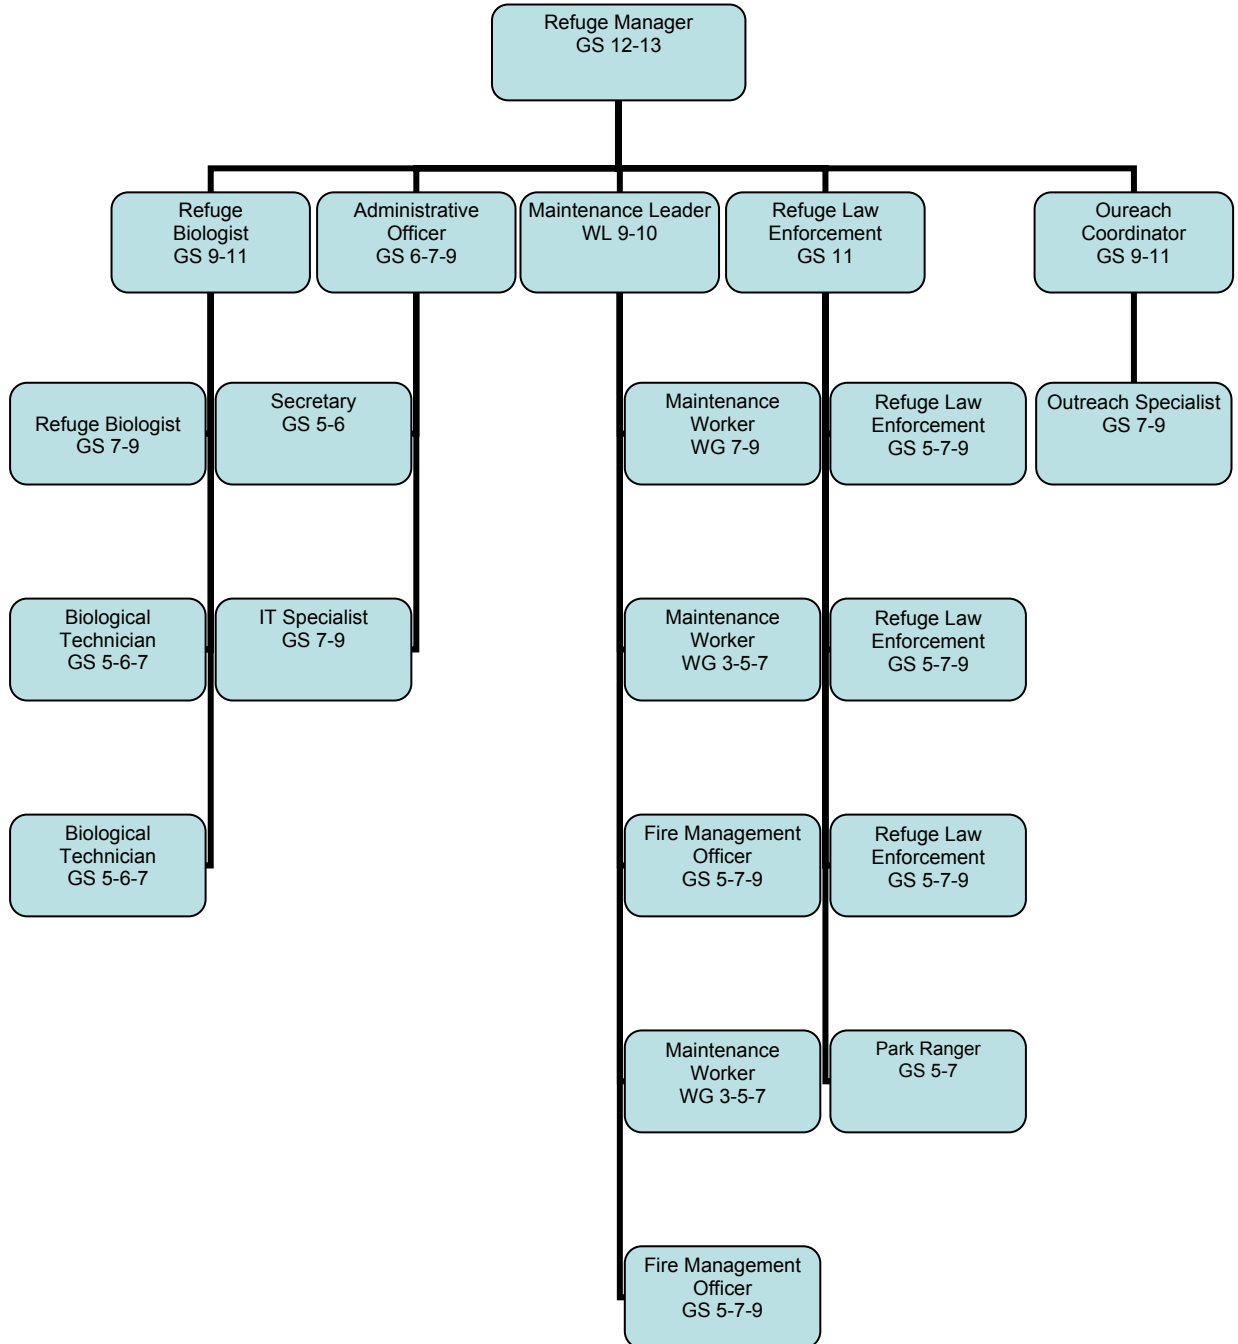 Refuge Manager
GS 12-13
Refuge
Biologist
GS 9-11
Administrative
Officer
GS 6-7-9
Maintenance Leader
WL 9-10
Refuge Law
Enforcement
GS 11
Oureach
Coordinator
GS 9-11
Refuge Biologist
GS 7-9
Secretary
GS 5-6
Maintenance
Worker
WG 7-9
Refuge Law
Enforcement
GS 5-7-9
Outreach Specialist
GS 7-9
Biological
Technician
GS 5-6-7
IT Specialist
GS 7-9
Maintenance
Worker
WG 3-5-7
Refuge Law
Enforcement
GS 5-7-9
Biological
Technician
GS 5-6-7
Fire Management
Officer
GS 5-7-9
Refuge Law
Enforcement
GS 5-7-9
Maintenance
Worker
WG 3-5-7
Park Ranger
GS 5-7
Fire Management
Officer
GS 5-7-9